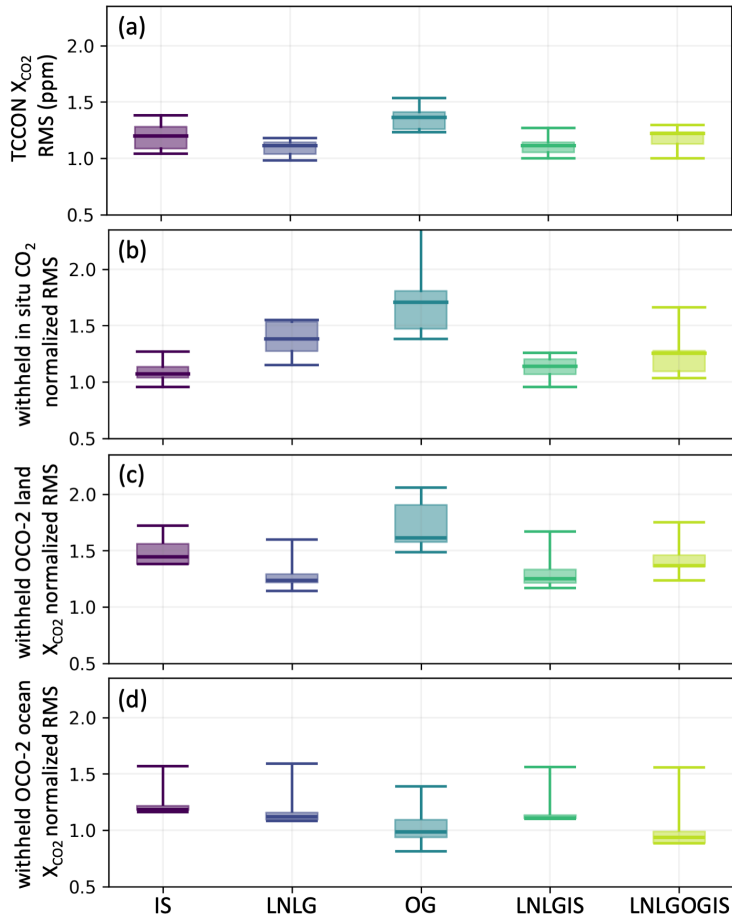 (a)
TCCON X_CO2
RMS (ppm)
2.0
1.5
1.0
0.5
(b)
withheld in situ CO₂
normalized RMS
2.0
1.5
1.0
0.5
(c)
withheld OCO-2 land
X_CO2 normalized RMS
2.0
1.5
1.0
0.5
(d)
withheld OCO-2 ocean
X_CO2 normalized RMS
2.0
1.5
1.0
0.5
IS LNLG OG LNLGIS LNLGOGIS